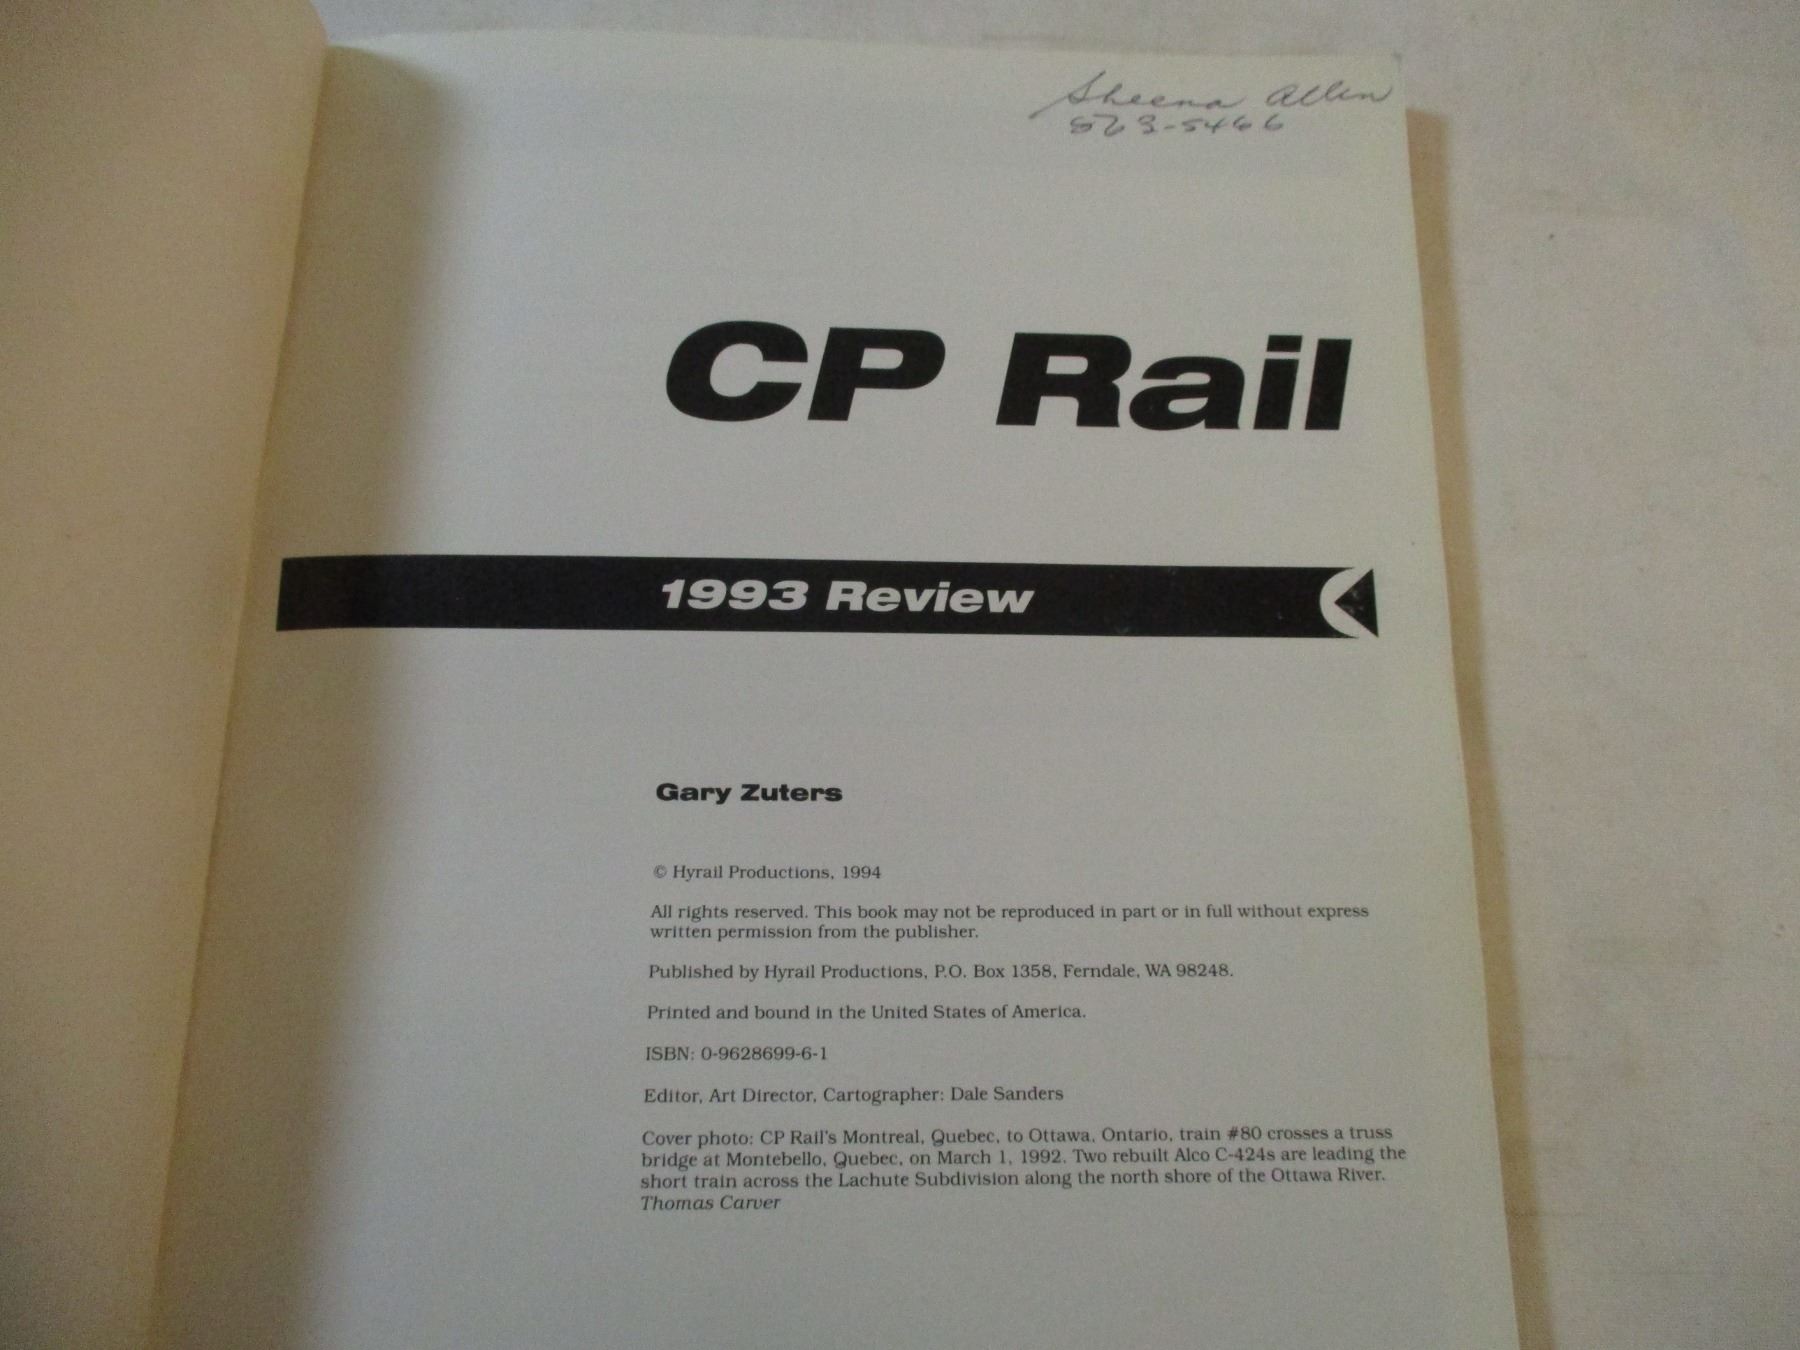 Sheena Allen
563-5466
CP Rail
1993 Review
Gary Zuters
© Hyrail Productions, 1994
All rights reserved. This book may not be reproduced in part or in full without express
written permission from the publisher.
Published by Hyrail Productions, P.O. Box 1358, Ferndale, WA 98248.
Printed and bound in the United States of America.
ISBN: 0-9628699-6-1
Editor, Art Director, Cartographer: Dale Sanders
Cover photo: CP Rail's Montreal, Quebec, to Ottawa, Ontario, train #80 crosses a truss
bridge at Montebello, Quebec, on March 1, 1992. Two rebuilt Alco C-424s are leading the
short train across the Lachute Subdivision along the north shore of the Ottawa River.
Thomas Carver